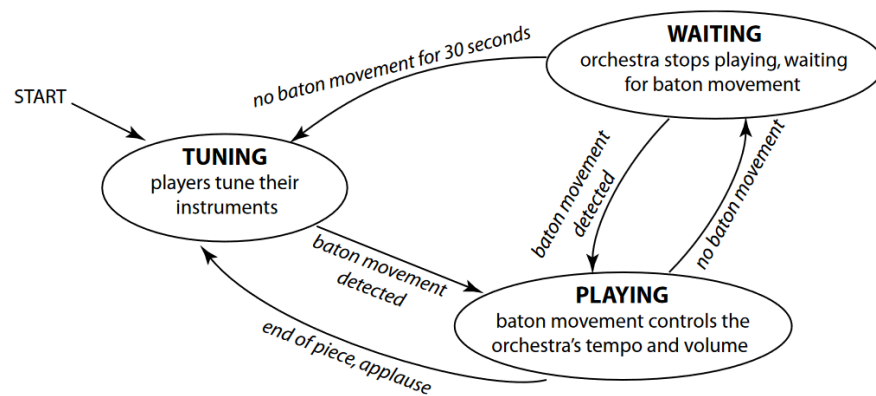 WAITING
orchestra stops playing, waiting
for baton movement
no baton movement for 30 seconds
START
TUNING
players tune their
instruments
baton movement
detected
no baton movement
baton movement
detected
PLAYING
baton movement controls the
orchestra's tempo and volume
end of piece, applause